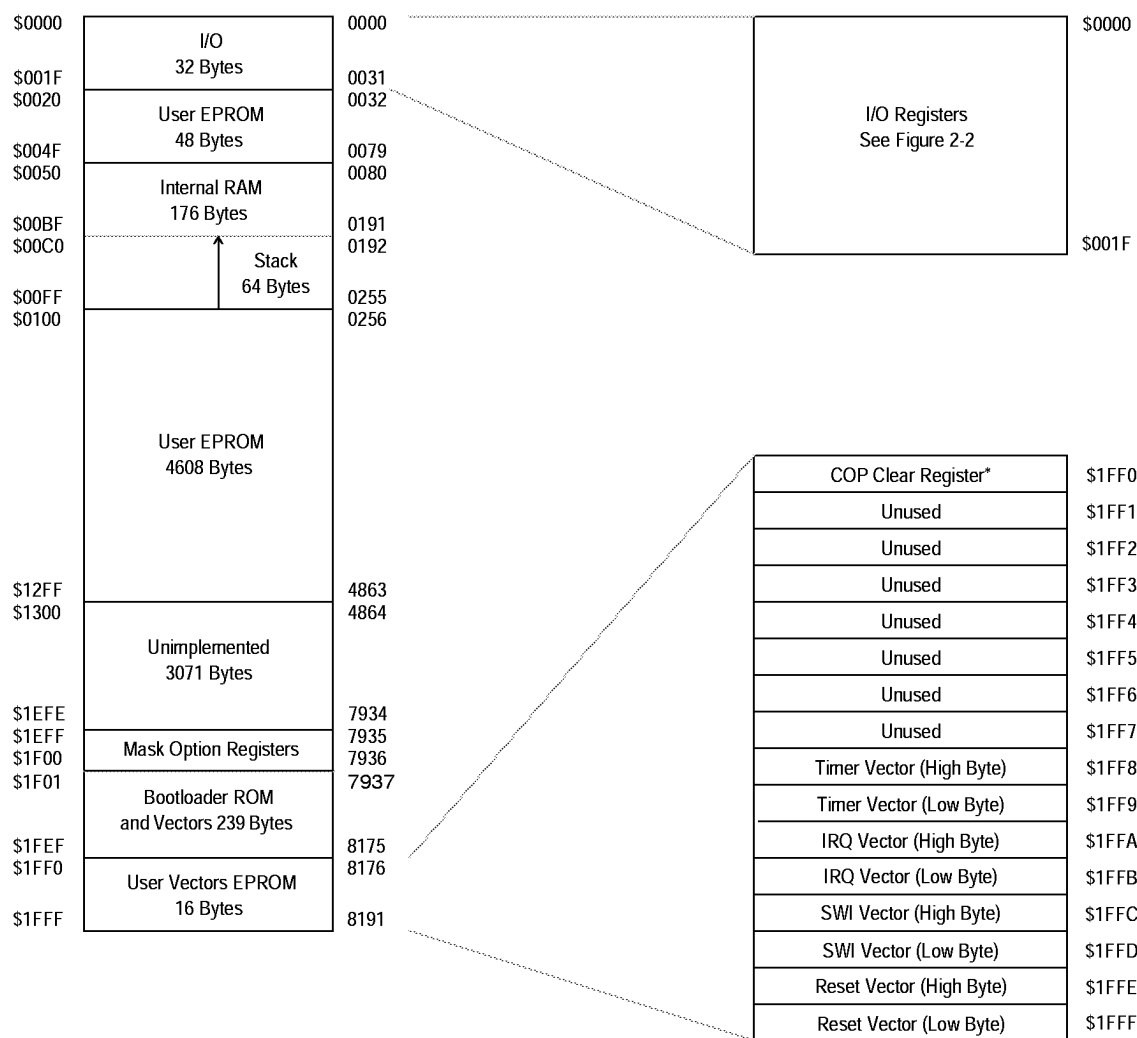 $0000
I/O
32 Bytes
0000
$001F
0031
$0020
User EPROM
48 Bytes
0032
$004F
0079
$0050
Internal RAM
176 Bytes
0080
$00BF
0191
$00C0
Stack
64 Bytes
0192
$00FF
0255
$0100
0256
User EPROM
4608 Bytes
$12FF
4863
$1300
4864
Unimplemented
3071 Bytes
$1EFE
7934
$1EFF
7935
Mask Option Registers
$1F00
7936
$1F01
7937
Bootloader ROM
and Vectors 239 Bytes
$1FEF
8175
$1FF0
8176
User Vectors EPROM
16 Bytes
$1FFF
8191
$0000
I/O Registers
See Figure 2-2
$001F
COP Clear Register* $1FF0
Unused $1FF1
Unused $1FF2
Unused $1FF3
Unused $1FF4
Unused $1FF5
Unused $1FF6
Unused $1FF7
Timer Vector (High Byte) $1FF8
Timer Vector (Low Byte) $1FF9
IRQ Vector (High Byte) $1FFA
IRQ Vector (Low Byte) $1FFB
SWI Vector (High Byte) $1FFC
SWI Vector (Low Byte) $1FFD
Reset Vector (High Byte) $1FFE
Reset Vector (Low Byte) $1FFF